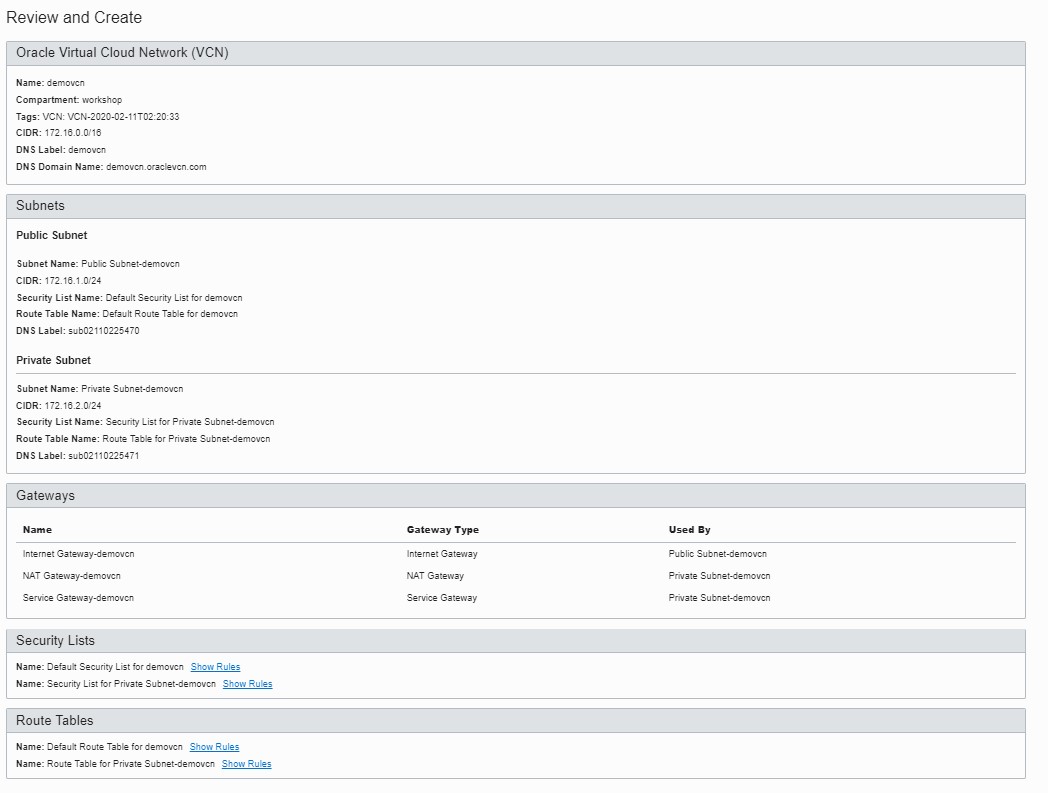 Review and Create
Oracle Virtual Cloud Network (VCN)
Name: demovcn
Compartment: workshop
Tags: VCN: VCN-2020-02-11T02:20:33
CIDR: 172.16.0.0/16
DNS Label: demovcn
DNS Domain Name: demovcn.oraclevcn.com
Subnets
Public Subnet
Subnet Name: Public Subnet-demovcn
CIDR: 172.16.1.0/24
Security List Name: Default Security List for demovcn
Route Table Name: Default Route Table for demovcn
DNS Label: sub02110225470
Private Subnet
Subnet Name: Private Subnet-demovcn
CIDR: 172.16.2.0/24
Security List Name: Security List for Private Subnet-demovcn
Route Table Name: Route Table for Private Subnet-demovcn
DNS Label: sub02110225471
Gateways
Name Gateway Type Used By
Internet Gateway-demovcn Internet Gateway Public Subnet-demovcn
NAT Gateway-demovcn NAT Gateway Private Subnet-demovcn
Service Gateway-demovcn Service Gateway Private Subnet-demovcn
Security Lists
Name: Default Security List for demovcn Show Rules
Name: Security List for Private Subnet-demovcn Show Rules
Route Tables
Name: Default Route Table for demovcn Show Rules
Name: Route Table for Private Subnet-demovcn Show Rules